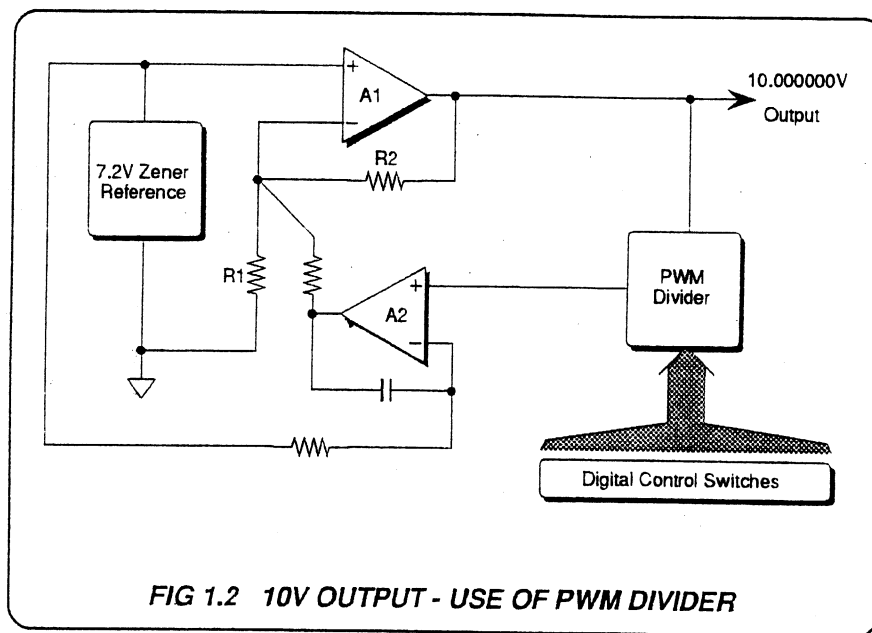 10.000000V
Output
+
A1
−
R2
7.2V Zener
Reference
R1
+
A2
−
PWM
Divider
Digital Control Switches
FIG 1.2 10V OUTPUT - USE OF PWM DIVIDER